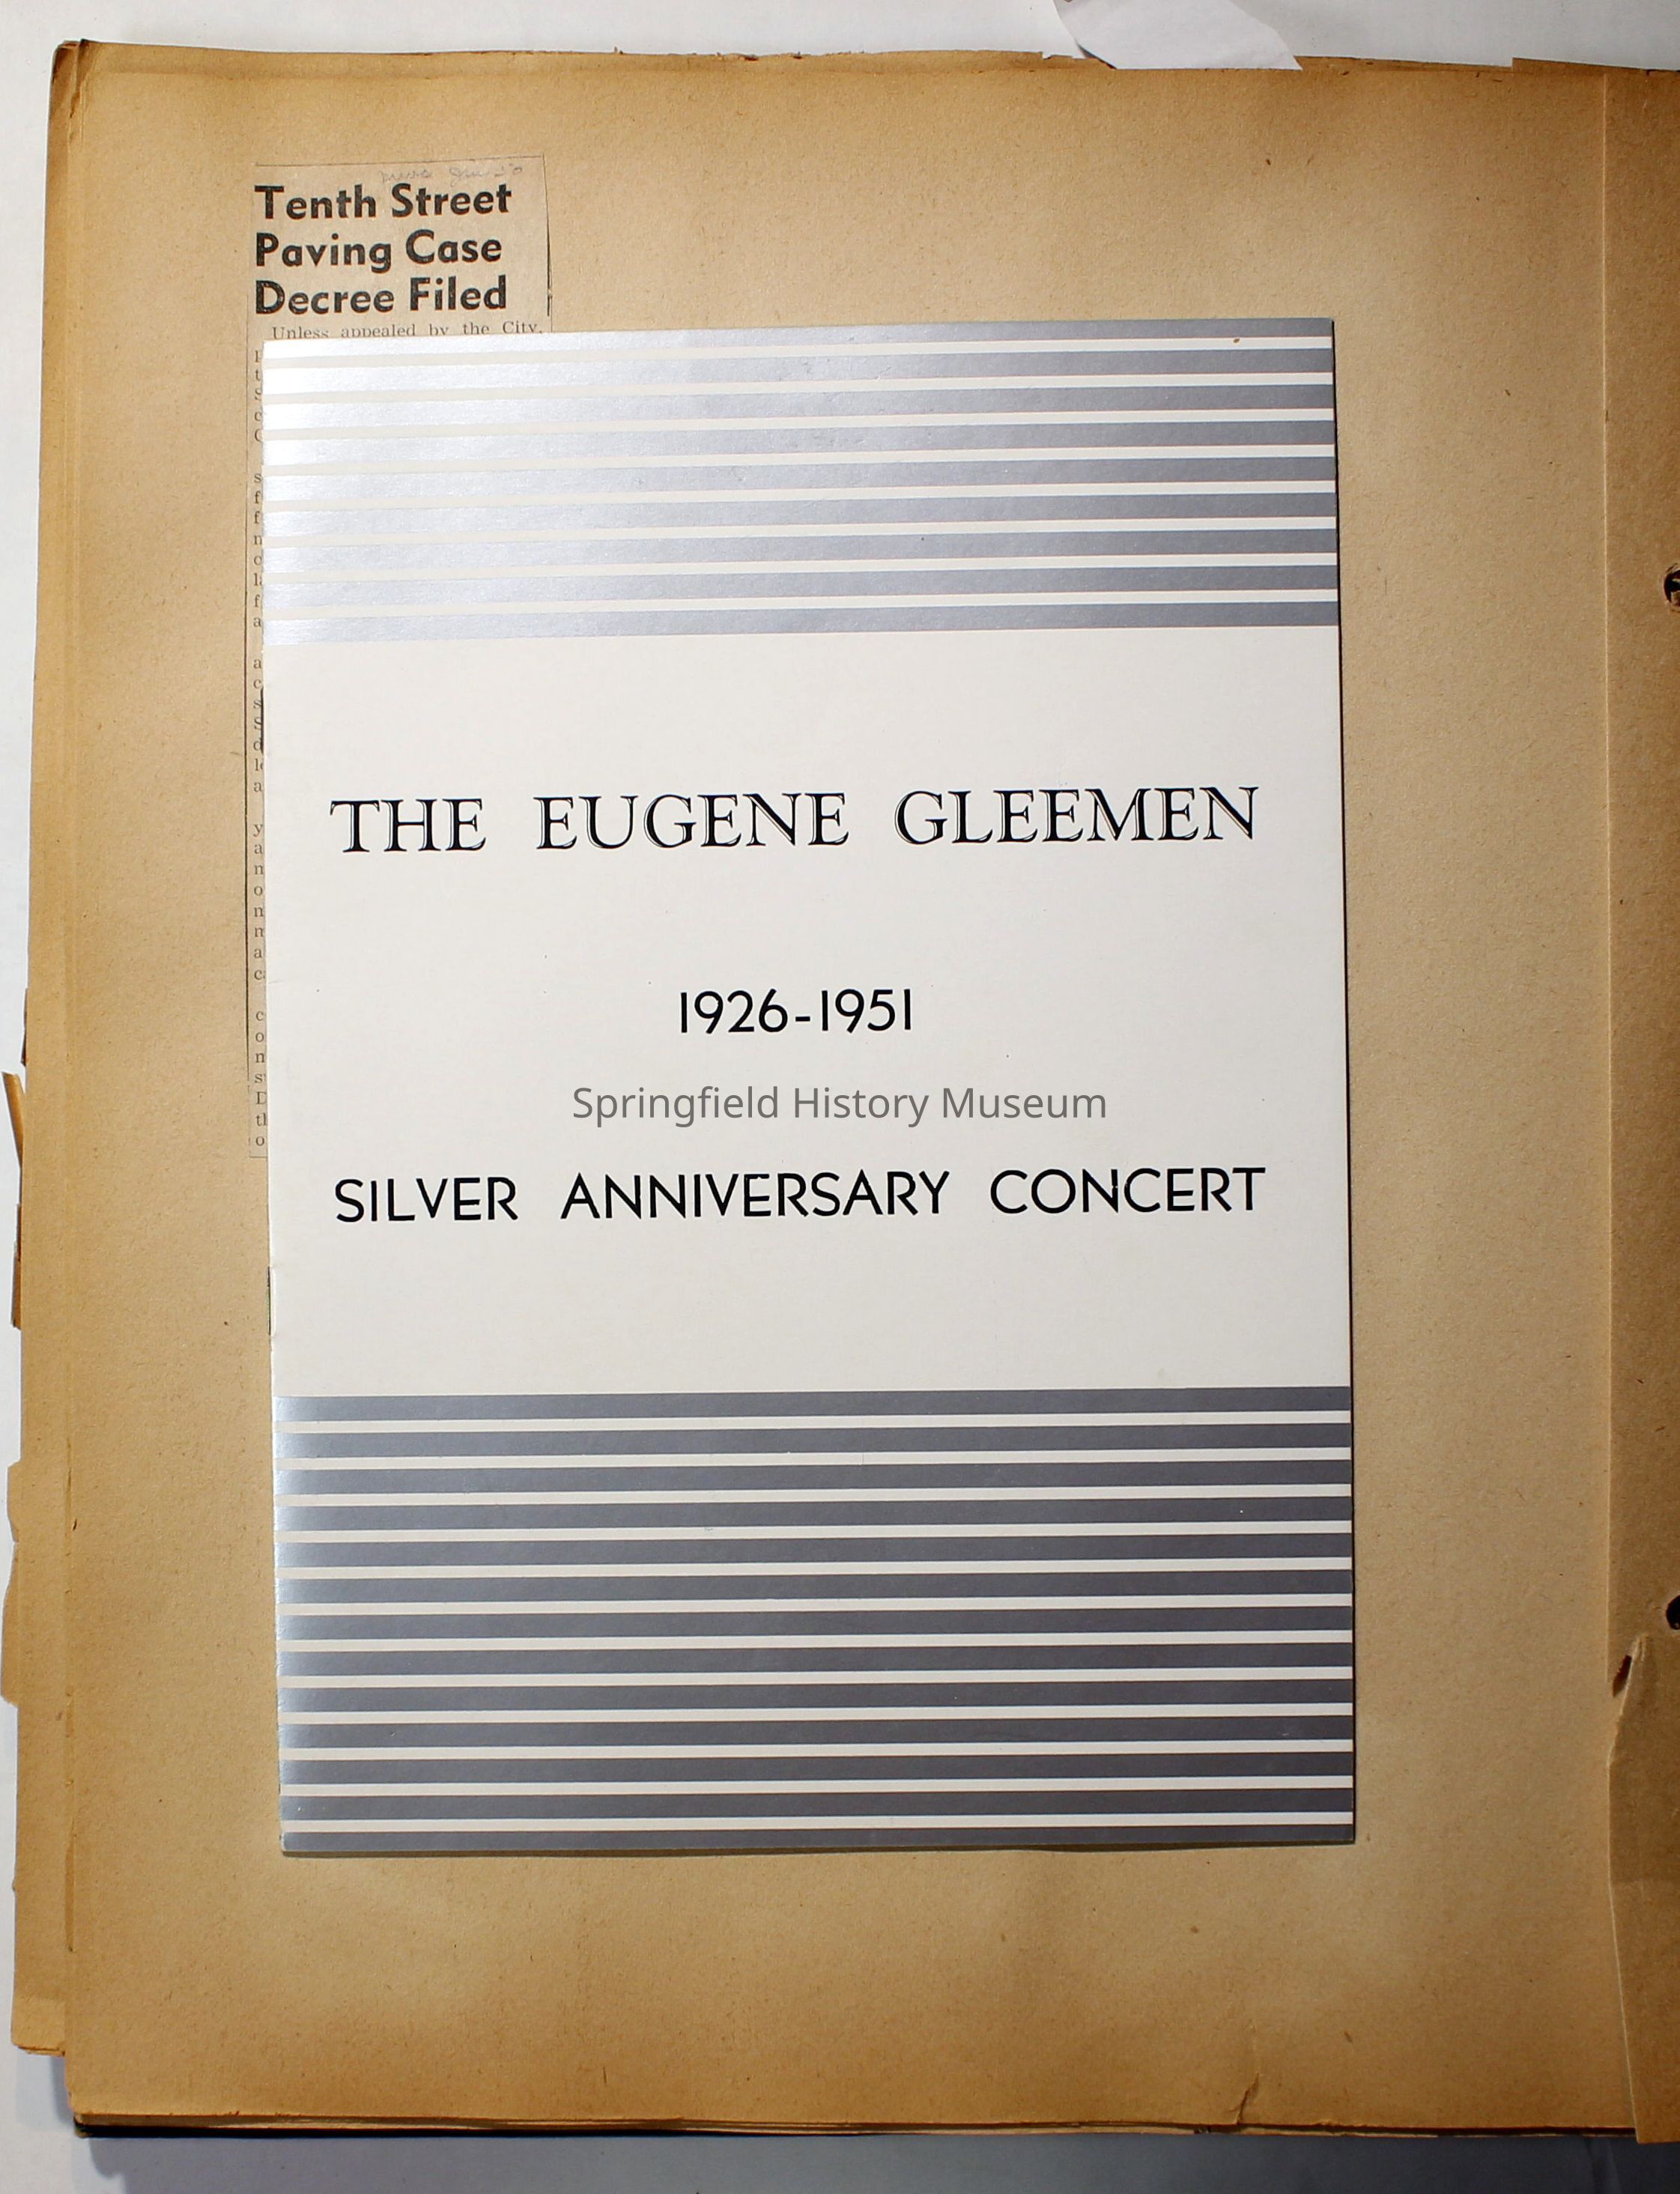 Tenth Street
Paving Case
Decree Filed
Unless appealed by the City,
THE EUGENE GLEEMEN
1926-1951
Springfield History Museum
SILVER ANNIVERSARY CONCERT